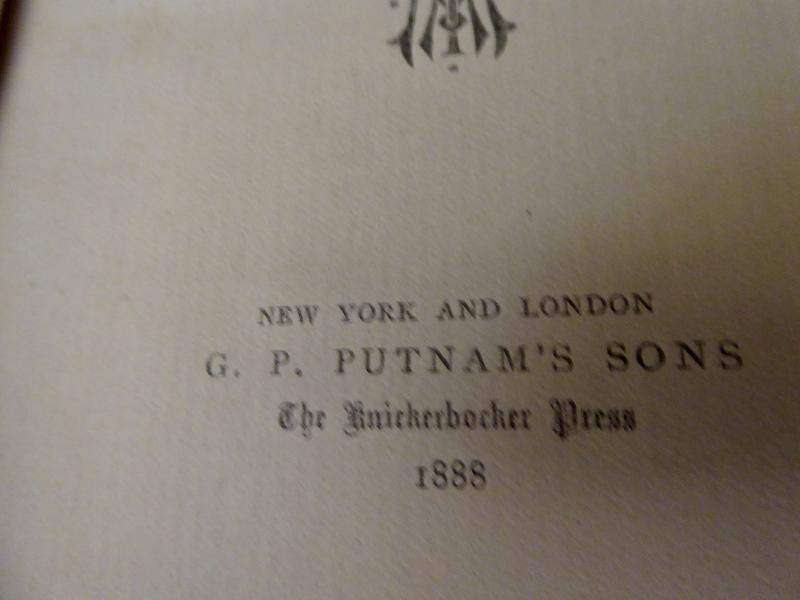 NEW YORK AND LONDON
G. P. PUTNAM'S SONS
The Knickerbocker Press
1888